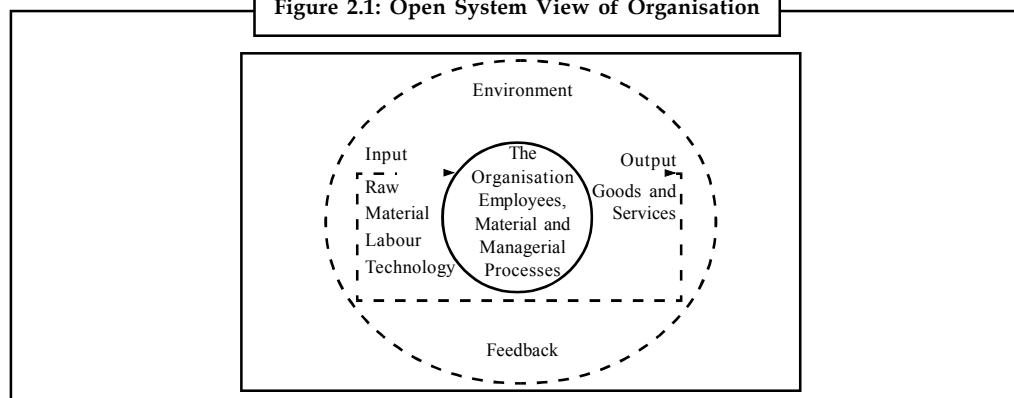 Figure 2.1: Open System View of Organisation
Environment
Input
Raw
Material
Labour
Technology
The
Organisation
Employees,
Material and
Managerial
Processes
Output
Goods and
Services
Feedback